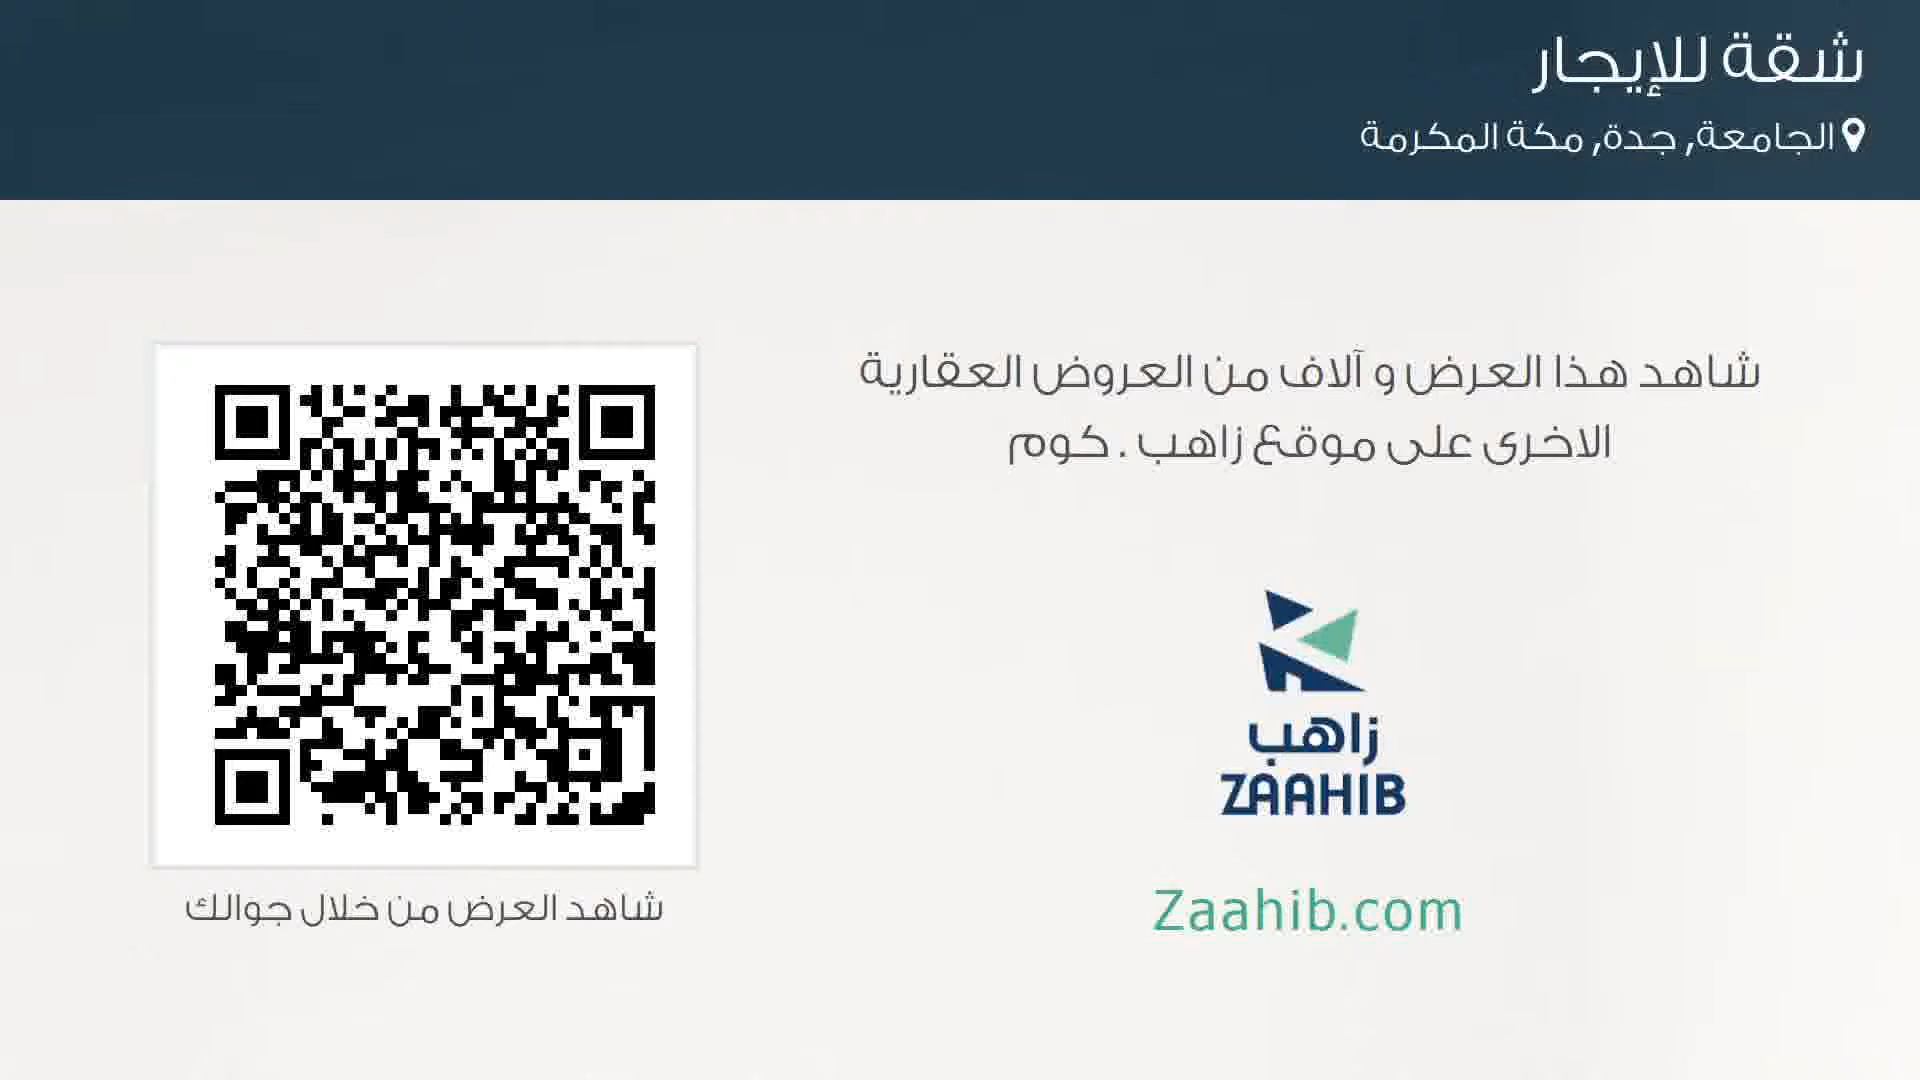 شقة للإيجار
الجامعة, جدة, مكة المكرمة
شاهد هذا العرض و آلاف من العروض العقارية
الاخرى على موقع زاهب . كوم
زاهب
ZAAHIB
Zaahib.com
شاهد العرض من خلال جوالك